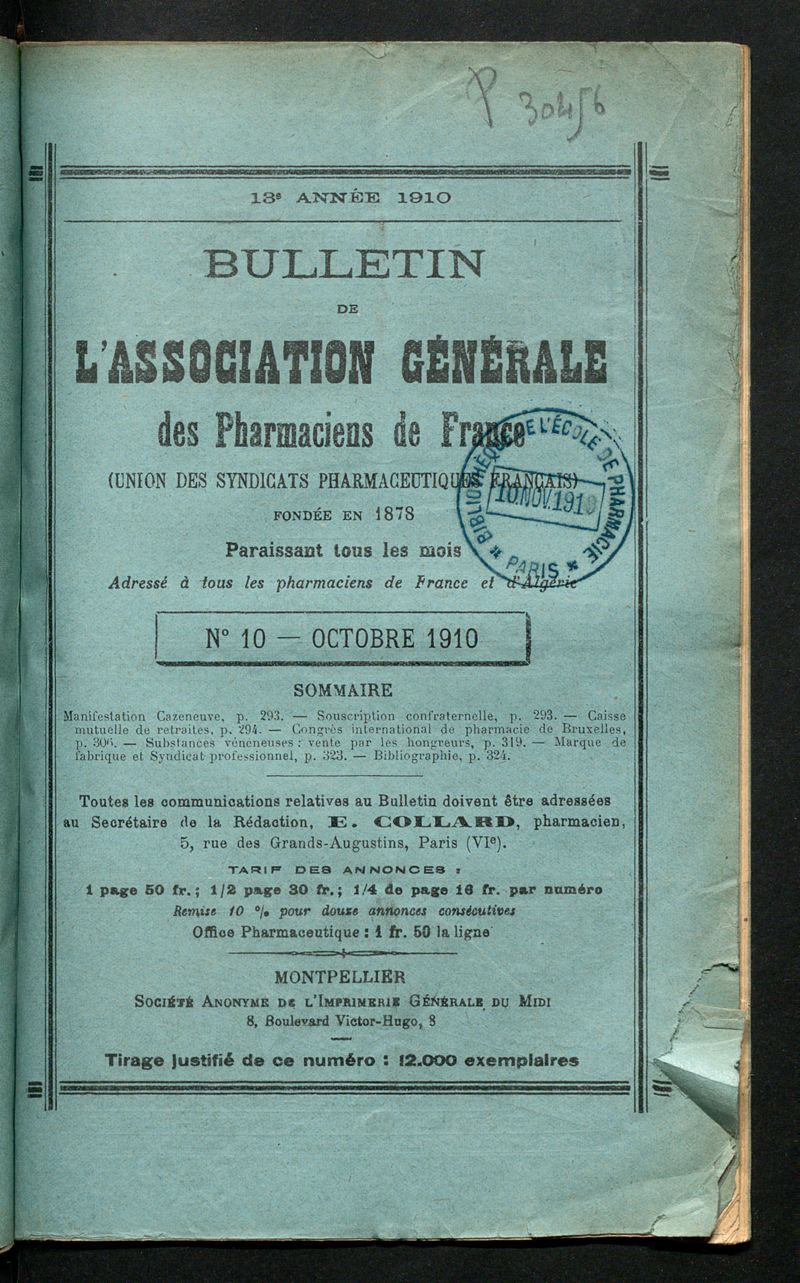 P 30456
13e ANNÉE 1910
BULLETIN
DE
L'ASSOCIATION GÉNÉRALE
des Pharmaciens de France
(UNION DES SYNDICATS PHARMACEUTIQUES FRANÇAIS)
FONDÉE EN 1878
Paraissant tous les mois
Adressé à tous les pharmaciens de France et d'Algérie
BIBLIOTHÈQUE DE L'ÉCOLE DE PHARMACIE
10 NOV. 1910
* PARIS *
N° 10 — OCTOBRE 1910
SOMMAIRE
Manifestation Cazeneuve, p. 293. — Souscription confraternelle, p. 293. — Caisse
mutuelle de retraites, p. 294. — Congrès international de pharmacie de Bruxelles,
p. 306. — Substances vénéneuses : vente par les hongreurs, p. 319. — Marque de
fabrique et Syndicat professionnel, p. 323. — Bibliographie, p. 324.
Toutes les communications relatives au Bulletin doivent être adressées
au Secrétaire de la Rédaction, E. COLLARD, pharmacien,
5, rue des Grands-Augustins, Paris (VIe).
TARIF DES ANNONCES :
1 page 50 fr.; 1/2 page 30 fr.; 1/4 de page 16 fr. par numéro
Remise 10 % pour douze annonces consécutives
Office Pharmaceutique : 1 fr. 50 la ligne
MONTPELLIER
SOCIÉTÉ ANONYME DE L'IMPRIMERIE GÉNÉRALE DU MIDI
8, Boulevard Victor-Hugo, 8
Tirage justifié de ce numéro : 12.000 exemplaires